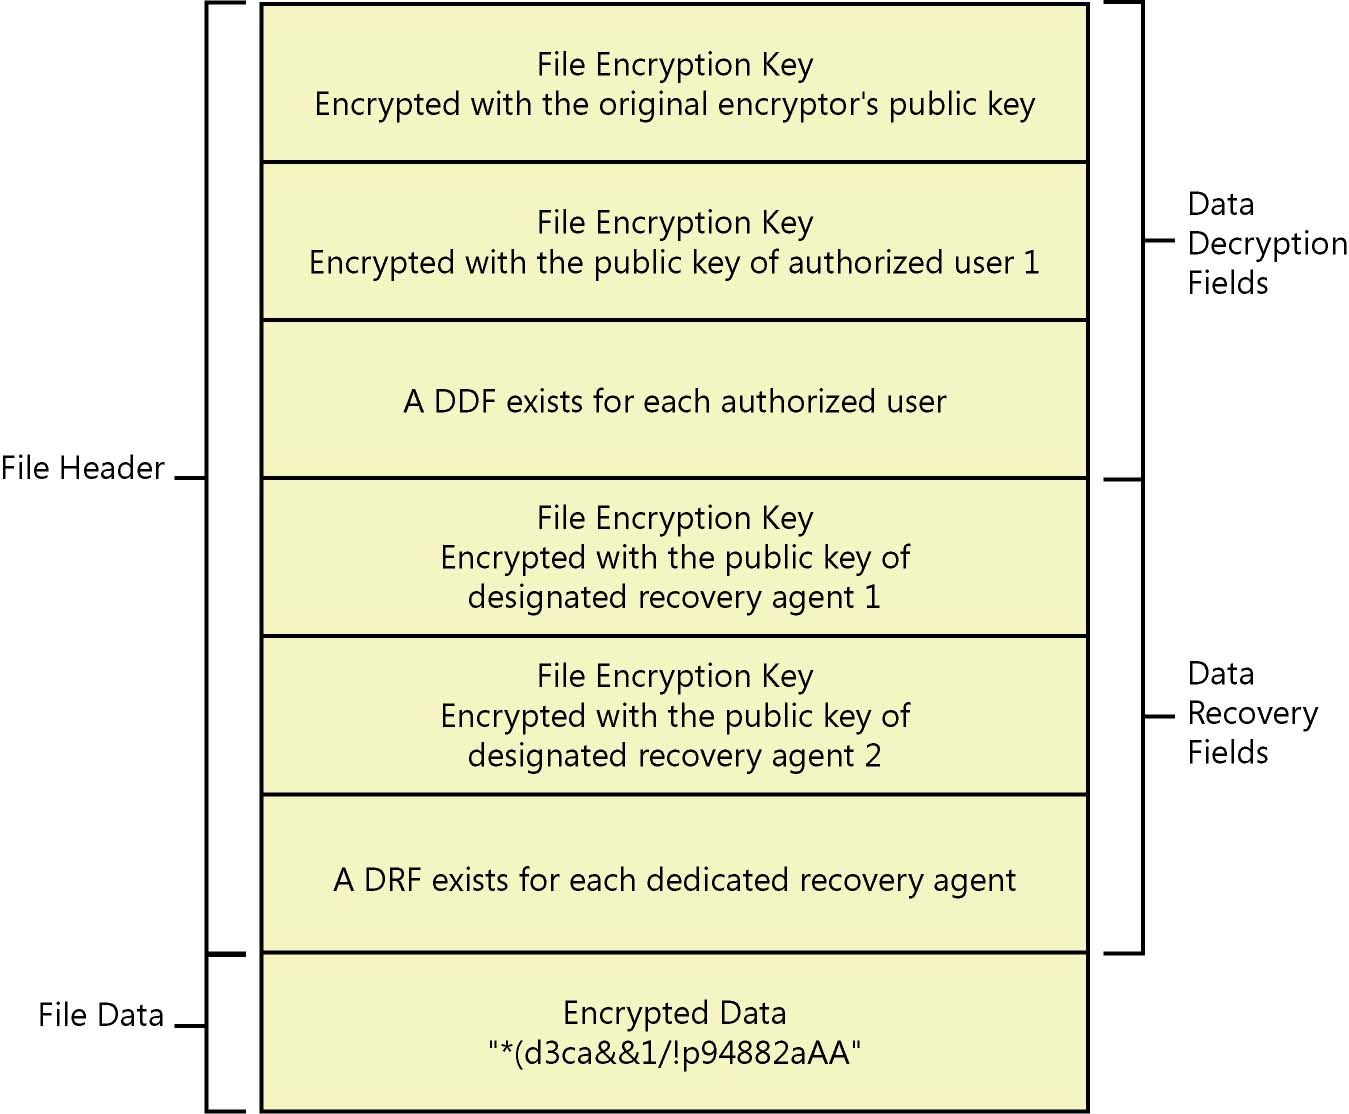 File Encryption Key
Encrypted with the original encryptor's public key
File Encryption Key
Encrypted with the public key of authorized user 1
A DDF exists for each authorized user
Data
Decryption
Fields
File Header
File Encryption Key
Encrypted with the public key of
designated recovery agent 1
File Encryption Key
Encrypted with the public key of
designated recovery agent 2
A DRF exists for each dedicated recovery agent
Data
Recovery
Fields
File Data
Encrypted Data
"*(d3ca&&1/!p94882aAA"